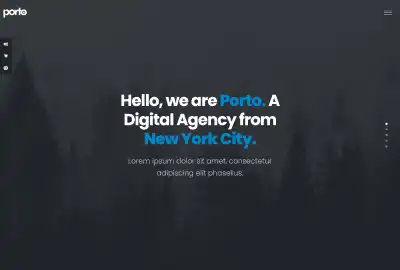 porto
Hello, we are Porto. A
Digital Agency from
New York City.
Lorem ipsum dolor sit amet, consectetur
adipiscing elit phasellus.